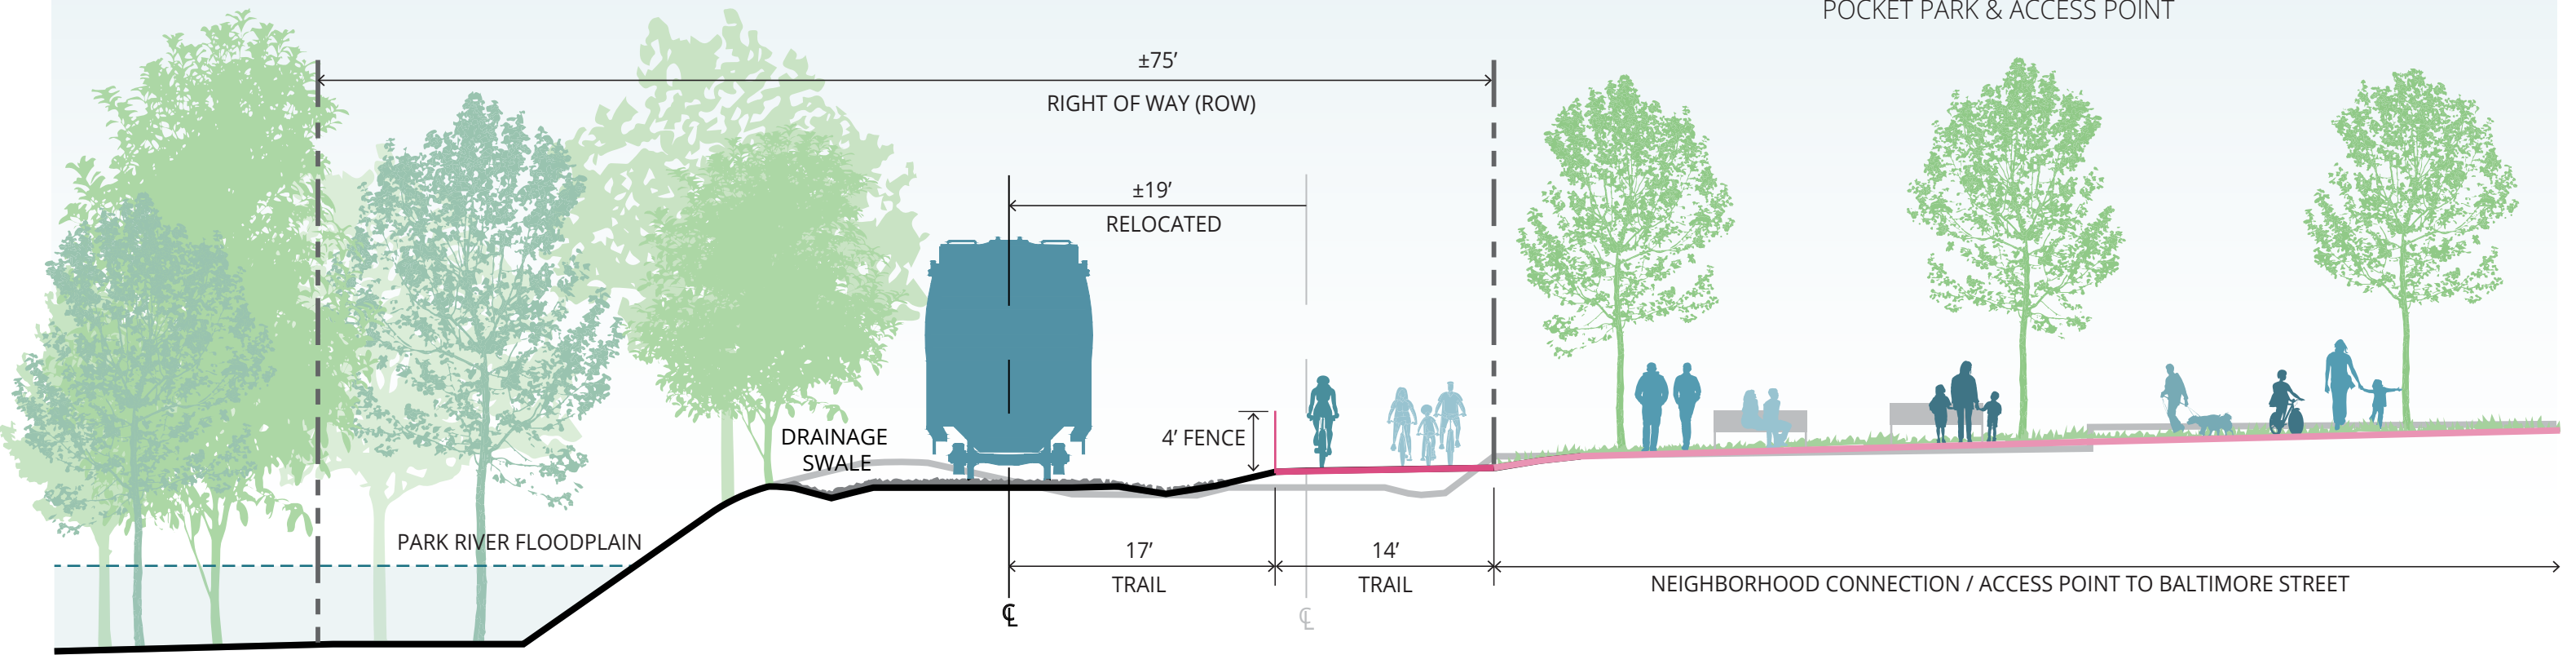 POCKET PARK & ACCESS POINT
±75’
RIGHT OF WAY (ROW)
±19’
RELOCATED
DRAINAGE
SWALE
4’ FENCE
PARK RIVER FLOODPLAIN
17’
TRAIL
14’
TRAIL
NEIGHBORHOOD CONNECTION / ACCESS POINT TO BALTIMORE STREET
℄
℄